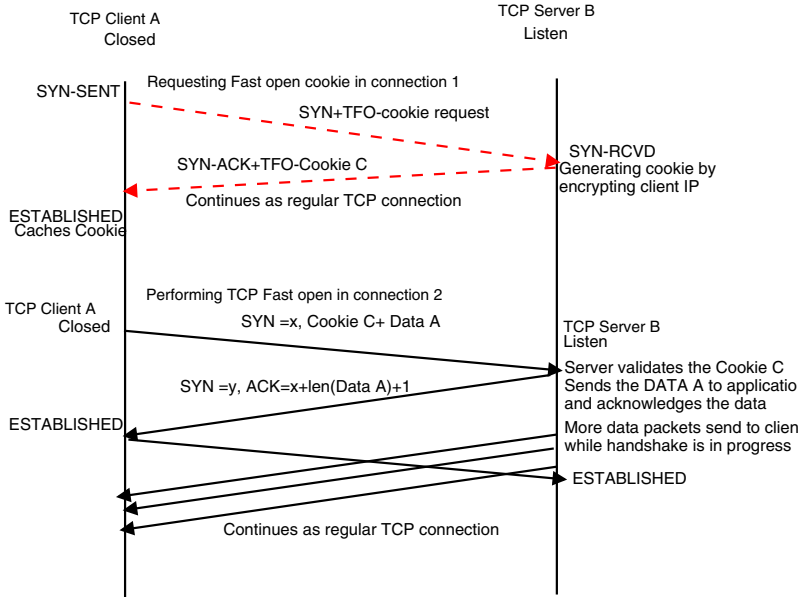 TCP Client A
Closed
TCP Server B
Listen
Requesting Fast open cookie in connection 1
SYN-SENT
SYN+TFO-cookie request
SYN-RCVD
Generating cookie by
encrypting client IP
SYN-ACK+TFO-Cookie C
Continues as regular TCP connection
ESTABLISHED
Caches Cookie
Performing TCP Fast open in connection 2
TCP Client A
Closed
SYN =x, Cookie C+ Data A
TCP Server B
Listen
Server validates the Cookie C
Sends the DATA A to applicatio
and acknowledges the data
SYN =y, ACK=x+len(Data A)+1
ESTABLISHED
More data packets send to clien
while handshake is in progress
ESTABLISHED
Continues as regular TCP connection